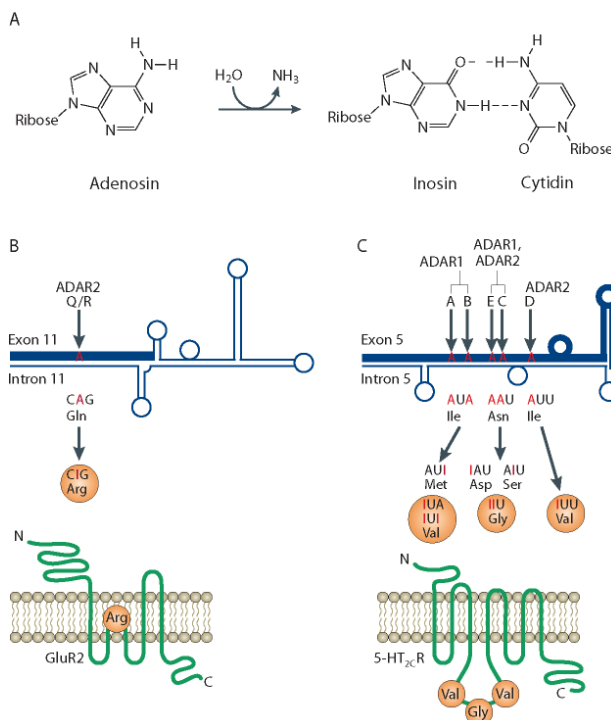 A
H
N
N
H
N
N
N
Ribose
Adenosin
H2O
NH3
O
H
N
H
N
N
N
H
N
N
Ribose
N
O
Ribose
Inosin
Cytidin
B
ADAR2
Q/R
Exon 11
A
Intron 11
CAG
Gln
CIG
Arg
N
Arg
GluR2
C
C
ADAR1,
ADAR1 ADAR2
A B E C D ADAR2
Exon 5
A A A A A
Intron 5
AUA AAU AUU
Ile Asn Ile
AUI IAU AIU
Met Asp Ser
IUA IIU IUU
IUI Gly Val
Val
N
5-HT2CR
C
Val Val
Gly